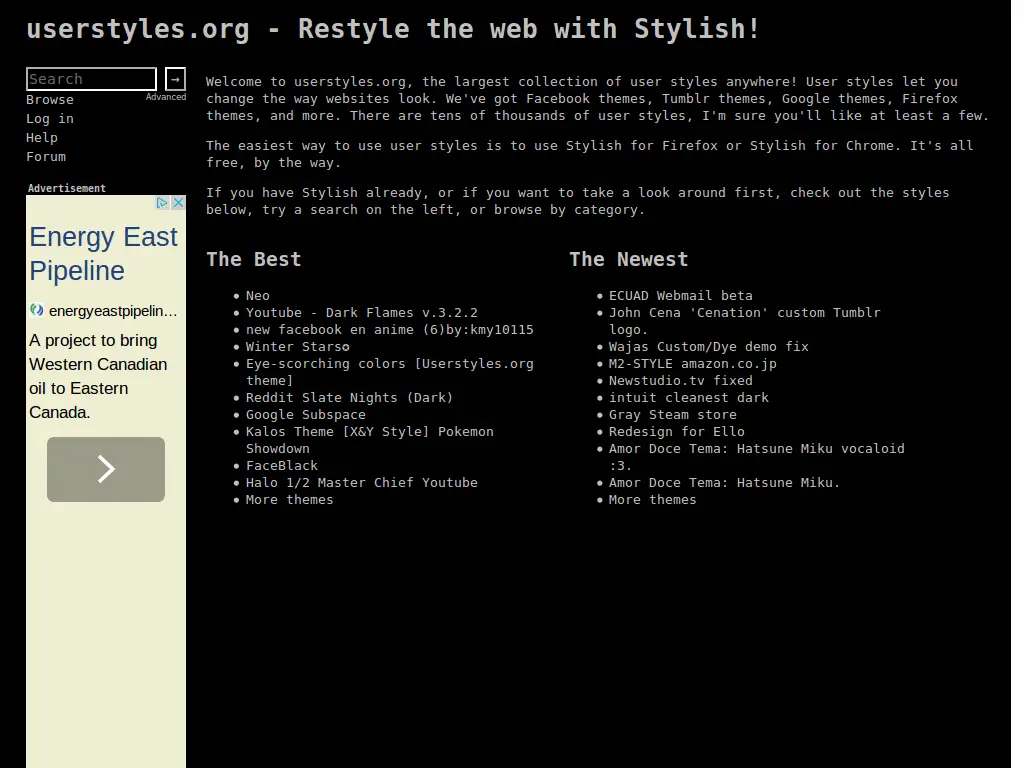 userstyles.org - Restyle the web with Stylish!
Search →
Advanced
Browse
Log in
Help
Forum
Advertisement
Energy East
Pipeline
energyeastpipelin...
A project to bring
Western Canadian
oil to Eastern
Canada.
Welcome to userstyles.org, the largest collection of user styles anywhere! User styles let you
change the way websites look. We've got Facebook themes, Tumblr themes, Google themes, Firefox
themes, and more. There are tens of thousands of user styles, I'm sure you'll like at least a few.
The easiest way to use user styles is to use Stylish for Firefox or Stylish for Chrome. It's all
free, by the way.
If you have Stylish already, or if you want to take a look around first, check out the styles
below, try a search on the left, or browse by category.
The Best
Neo
Youtube - Dark Flames v.3.2.2
new facebook en anime (6)by:kmy10115
Winter Stars✪
Eye-scorching colors [Userstyles.org
theme]
Reddit Slate Nights (Dark)
Google Subspace
Kalos Theme [X&Y Style] Pokemon
Showdown
FaceBlack
Halo 1/2 Master Chief Youtube
More themes
The Newest
ECUAD Webmail beta
John Cena 'Cenation' custom Tumblr
logo.
Wajas Custom/Dye demo fix
M2-STYLE amazon.co.jp
Newstudio.tv fixed
intuit cleanest dark
Gray Steam store
Redesign for Ello
Amor Doce Tema: Hatsune Miku vocaloid
:3.
Amor Doce Tema: Hatsune Miku.
More themes